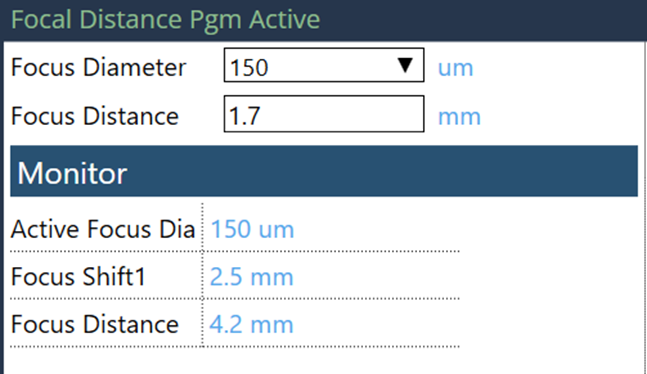 Focal Distance Pgm Active
Focus Diameter 150 um
Focus Distance 1.7 mm
Monitor
Active Focus Dia 150 um
Focus Shift1 2.5 mm
Focus Distance 4.2 mm